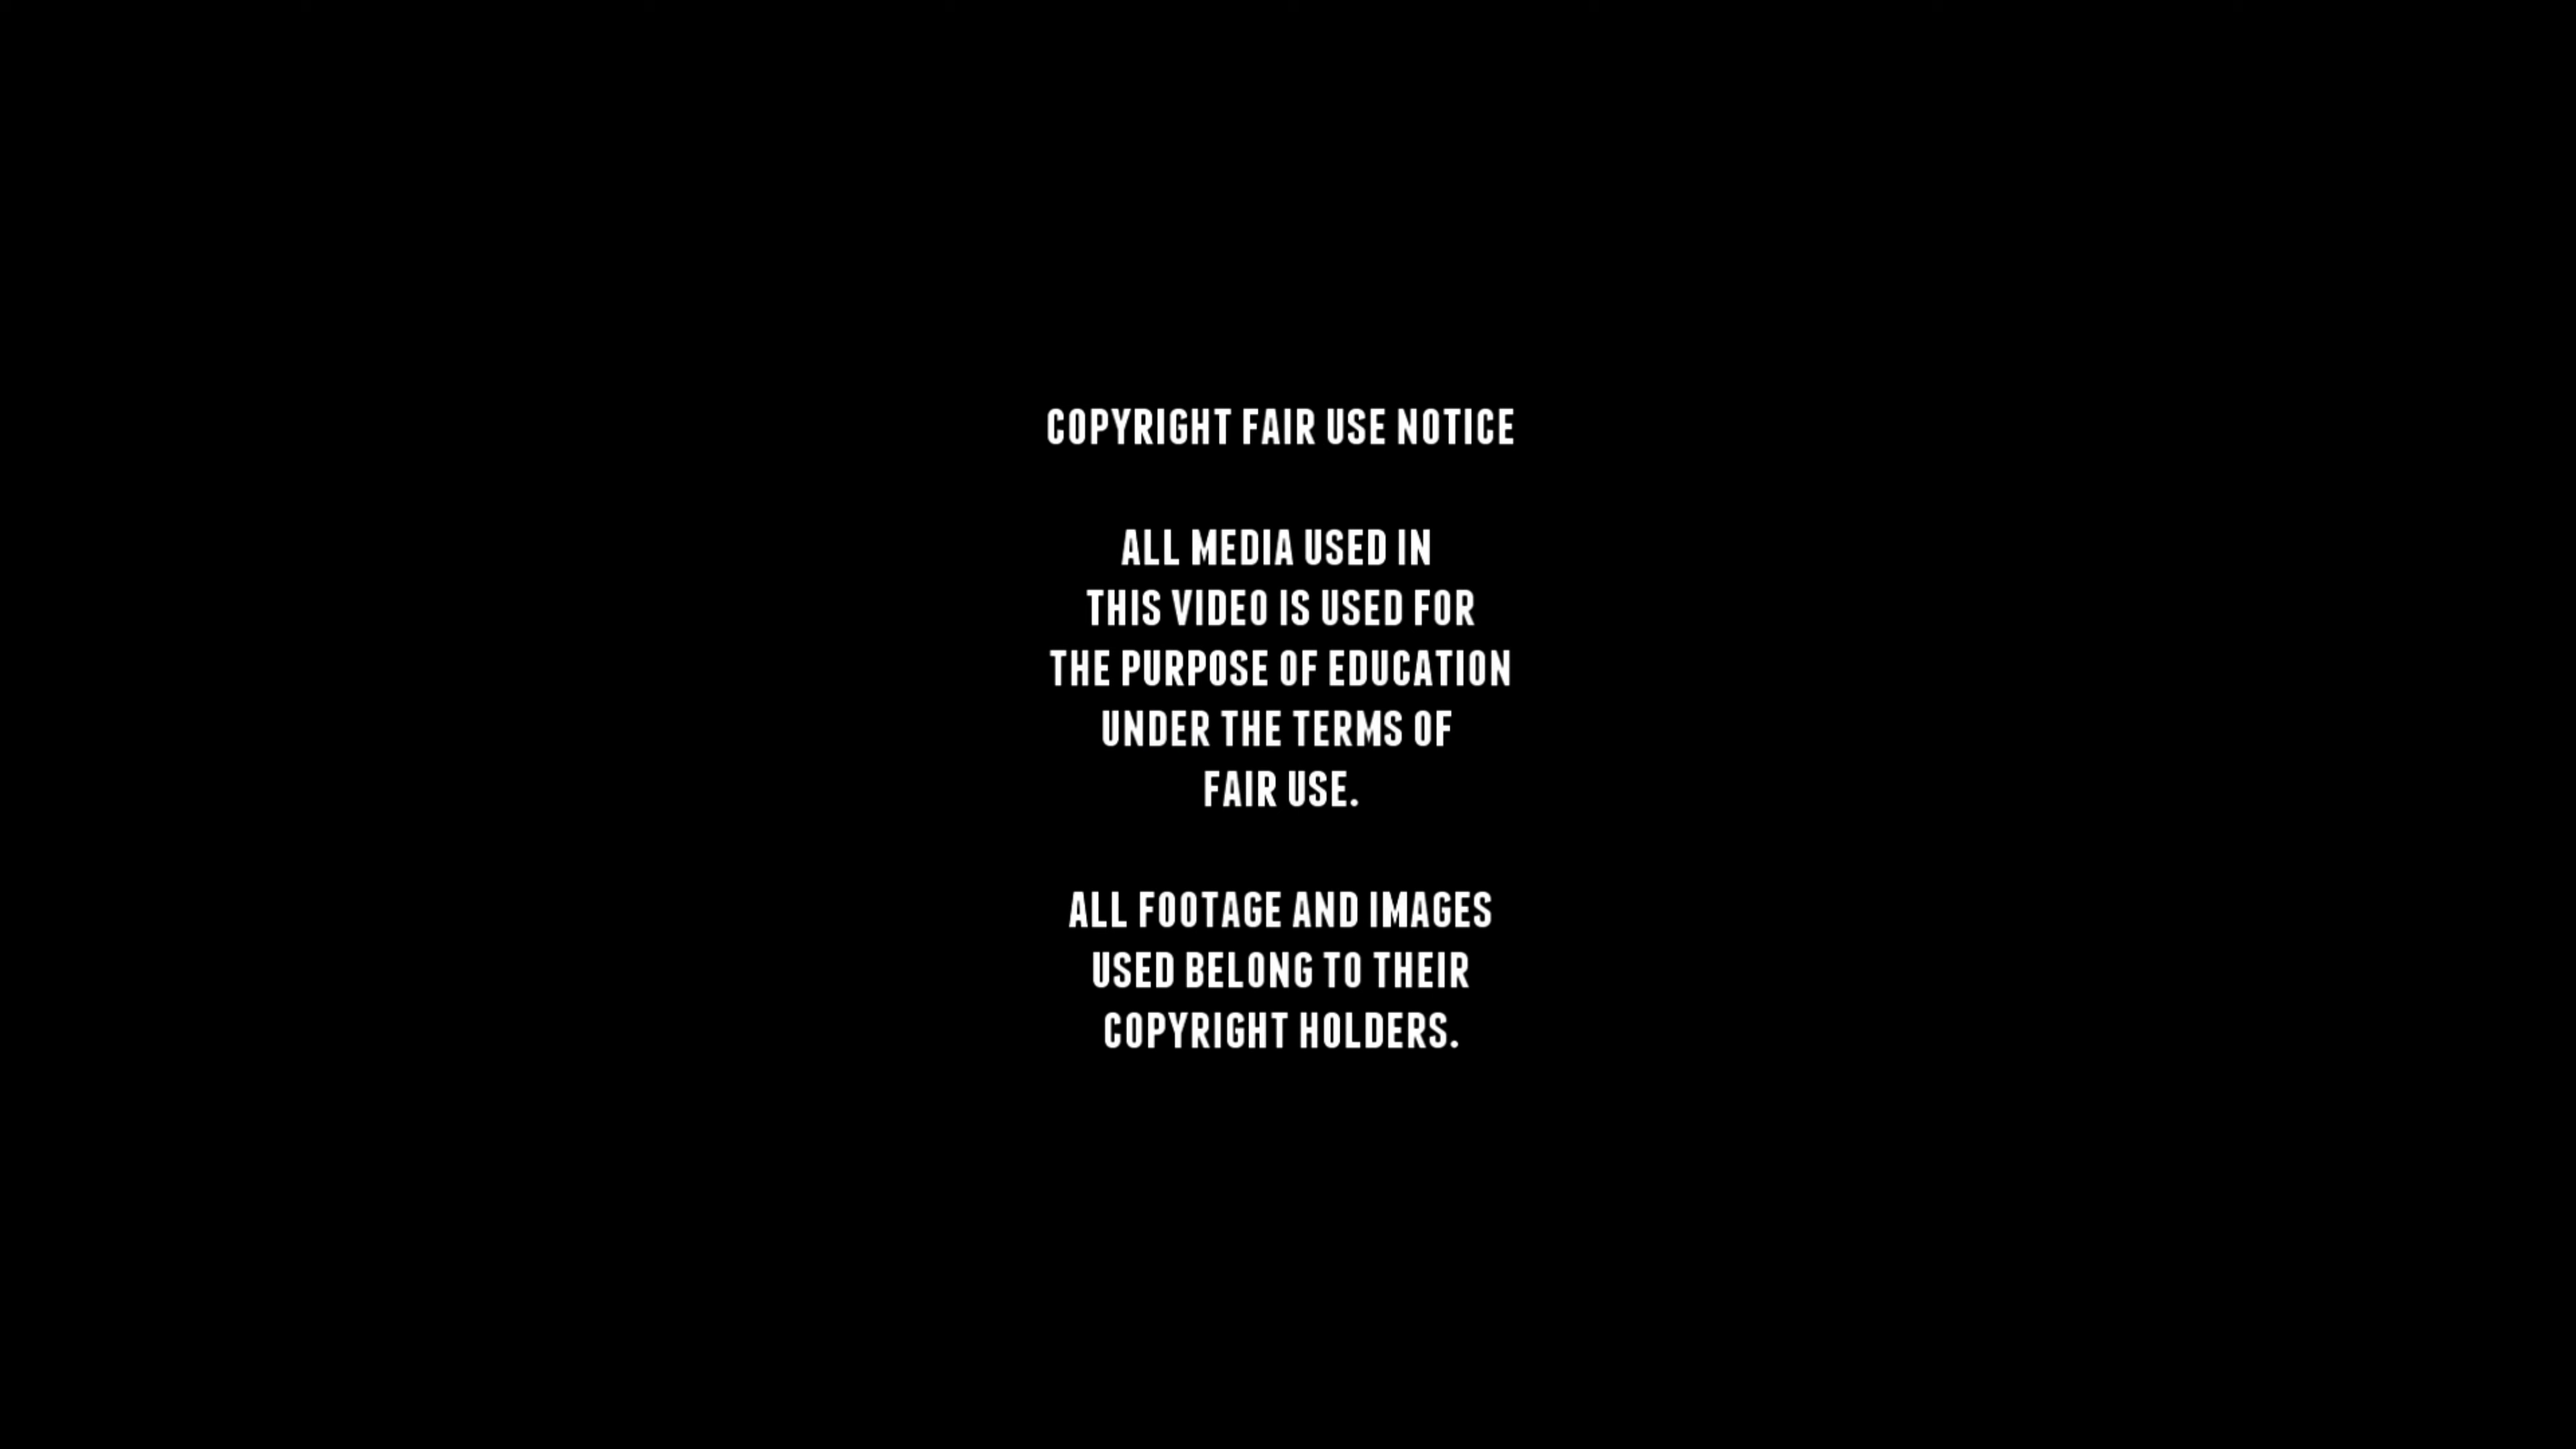 COPYRIGHT FAIR USE NOTICE
ALL MEDIA USED IN
THIS VIDEO IS USED FOR
THE PURPOSE OF EDUCATION
UNDER THE TERMS OF
FAIR USE.
ALL FOOTAGE AND IMAGES
USED BELONG TO THEIR
COPYRIGHT HOLDERS.